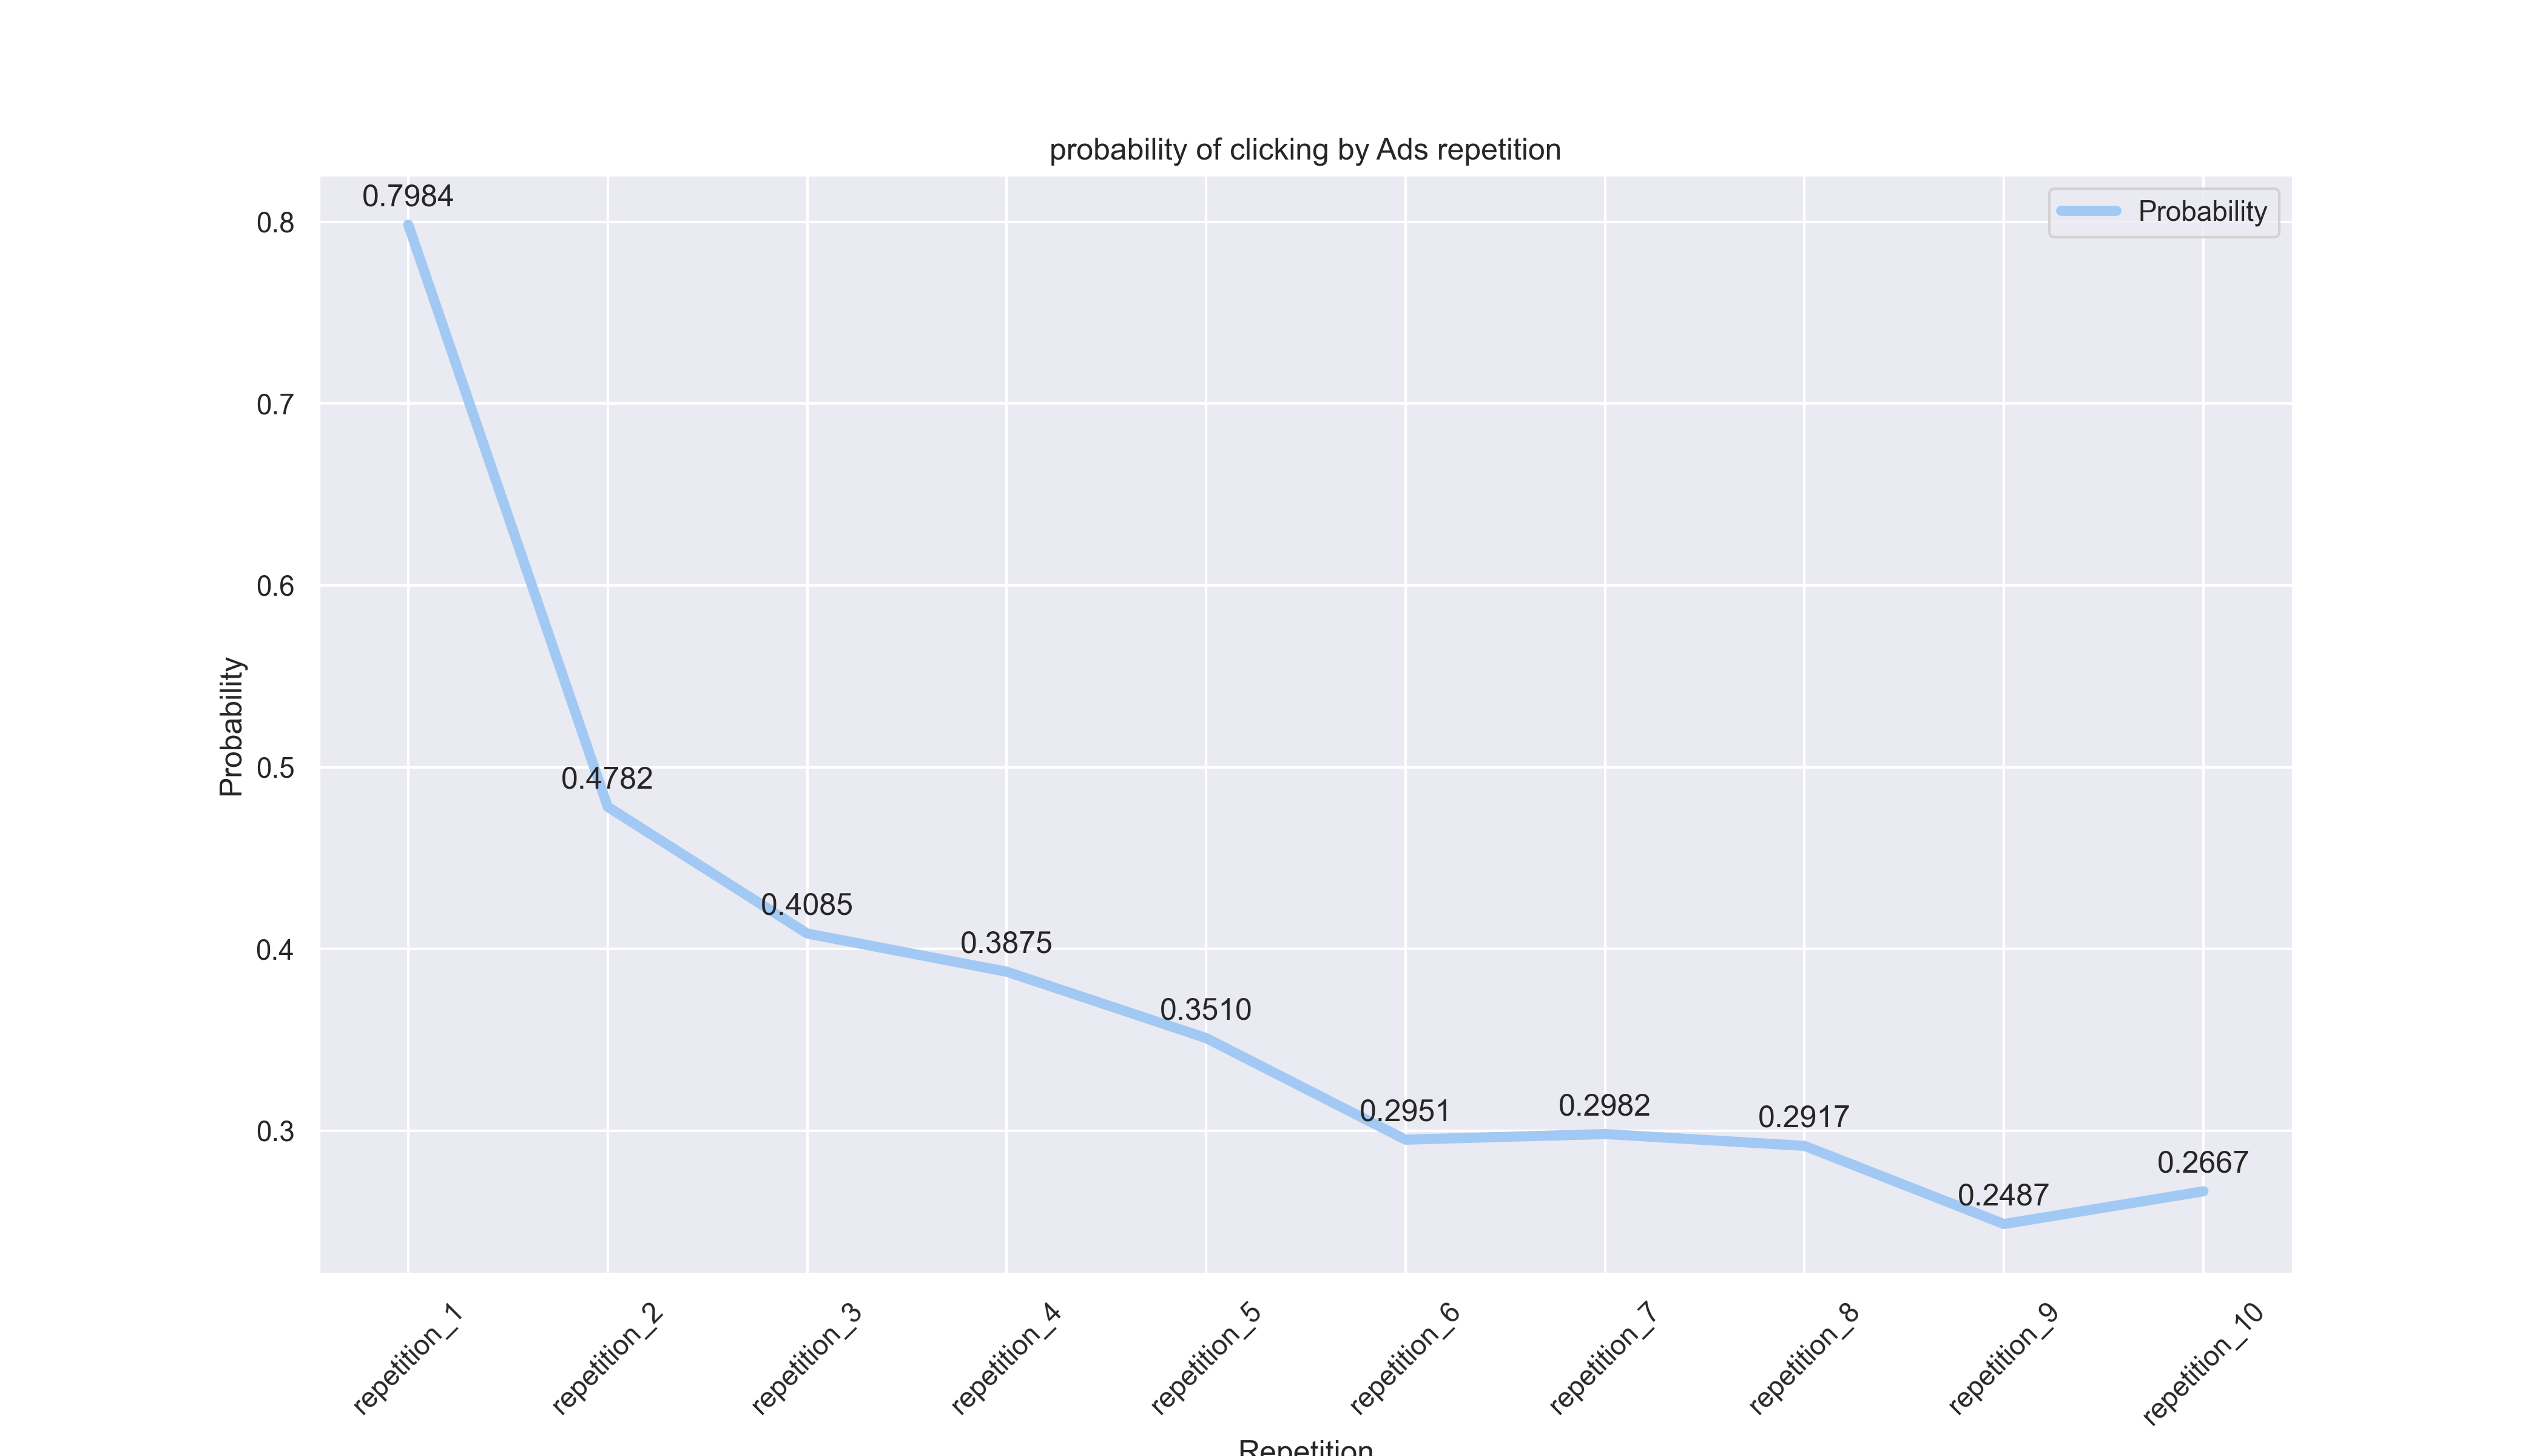 probability of clicking by Ads repetition
Probability
0.7984
0.4782
0.4085
0.3875
0.3510
0.2951
0.2982
0.2917
0.2487
0.2667
0.8
0.7
0.6
0.5
0.4
0.3
Probability
repetition_1
repetition_2
repetition_3
repetition_4
repetition_5
repetition_6
repetition_7
repetition_8
repetition_9
repetition_10
Repetition